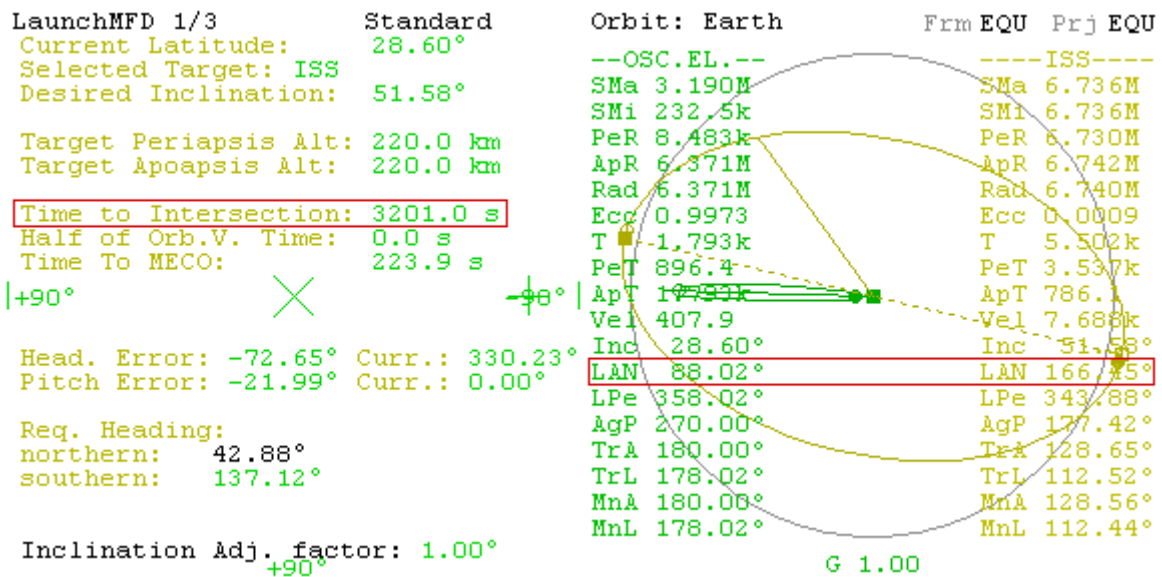 LaunchMFD 1/3 Standard
Current Latitude: 28.60°
Selected Target: ISS
Desired Inclination: 51.58°
Target Periapsis Alt: 220.0 km
Target Apoapsis Alt: 220.0 km
Time to Intersection: 3201.0 s
Half of Orb.V. Time: 0.0 s
Time To MECO: 223.9 s
+90° -90°
Head. Error: -72.65° Curr.: 330.23°
Pitch Error: -21.99° Curr.: 0.00°
Req. Heading:
northern: 42.88°
southern: 137.12°
Inclination Adj. factor: 1.00°
+90°
Orbit: Earth Frm EQU Prj EQU
--OSC.EL.-- ----ISS----
SMa 3.190M SMa 6.736M
SMi 232.5k SMi 6.736M
PeR 8.483k PeR 6.730M
ApR 6.371M ApR 6.742M
Rad 6.371M Rad 6.740M
Ecc 0.9973 Ecc 0.0009
T 1.793k T 5.502k
PeT 896.4 PeT 3.537k
ApT ApT 786.1
Vel 407.9 Vel 7.688k
Inc 28.60° Inc 51.58°
LAN 88.02° LAN 166.45°
LPe 358.02° LPe 343.88°
AgP 270.00° AgP 177.42°
TrA 180.00° TrA 128.65°
TrL 178.02° TrL 112.52°
MnA 180.00° MnA 128.56°
MnL 178.02° MnL 112.44°
G 1.00